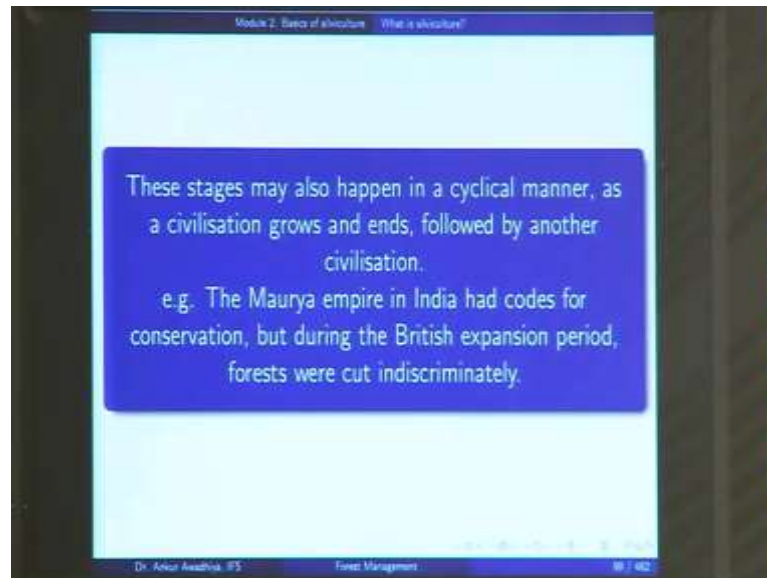 Module 2: Basics of silviculture What is silviculture?
These stages may also happen in a cyclical manner, as
a civilisation grows and ends, followed by another
civilisation.
e.g. The Maurya empire in India had codes for
conservation, but during the British expansion period,
forests were cut indiscriminately.
Dr. Ankur Awadhiya, IFS Forest Management